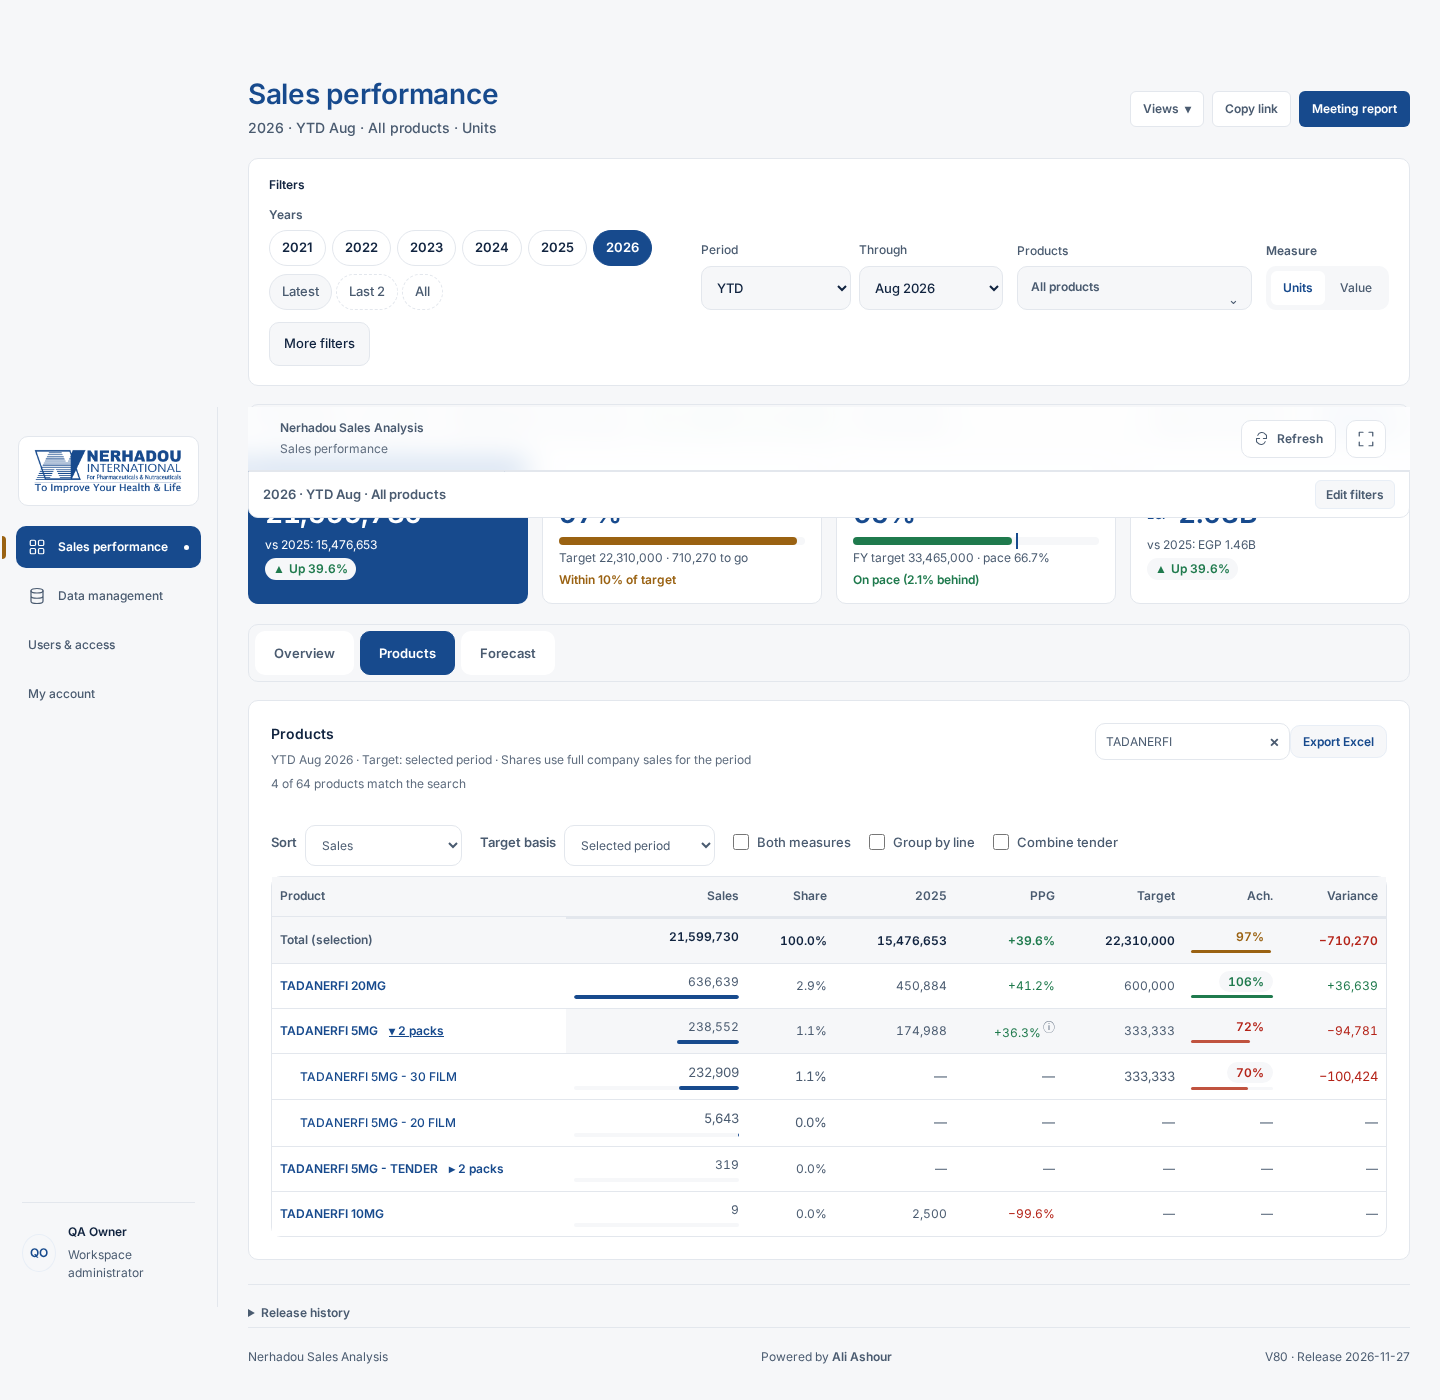 Sales performance
2026 · YTD Aug · All products · Units
Views ▾
Copy link
Meeting report
Filters
Years
2021 2022 2023 2024 2025 2026
Latest Last 2 All
More filters
Period
YTD
Through
Aug 2026
Products
All products
Measure
Units Value
NERHADOU
INTERNATIONAL
For Pharmaceuticals & Nutraceuticals
To Improve Your Health & Life
Sales performance
Data management
Users & access
My account
QO
QA Owner
Workspace
administrator
Nerhadou Sales Analysis
Sales performance
Refresh
2026 · YTD Aug · All products
Edit filters
vs 2025: 15,476,653
▲ Up 39.6%
Target 22,310,000 · 710,270 to go
Within 10% of target
FY target 33,465,000 · pace 66.7%
On pace (2.1% behind)
vs 2025: EGP 1.46B
▲ Up 39.6%
Overview Products Forecast
Products
YTD Aug 2026 · Target: selected period · Shares use full company sales for the period
4 of 64 products match the search
TADANERFI ×
Export Excel
Sort Sales Target basis Selected period Both measures Group by line Combine tender
Product Sales Share 2025 PPG Target Ach. Variance
Total (selection) 21,599,730 100.0% 15,476,653 +39.6% 22,310,000 97% −710,270
TADANERFI 20MG 636,639 2.9% 450,884 +41.2% 600,000 106% +36,639
TADANERFI 5MG ▾ 2 packs 238,552 1.1% 174,988 +36.3% ⓘ 333,333 72% −94,781
TADANERFI 5MG - 30 FILM 232,909 1.1% — — 333,333 70% −100,424
TADANERFI 5MG - 20 FILM 5,643 0.0% — — — — —
TADANERFI 5MG - TENDER ▸ 2 packs 319 0.0% — — — — —
TADANERFI 10MG 9 0.0% 2,500 −99.6% — — —
▶ Release history
Nerhadou Sales Analysis
Powered by Ali Ashour
V80 · Release 2026-11-27